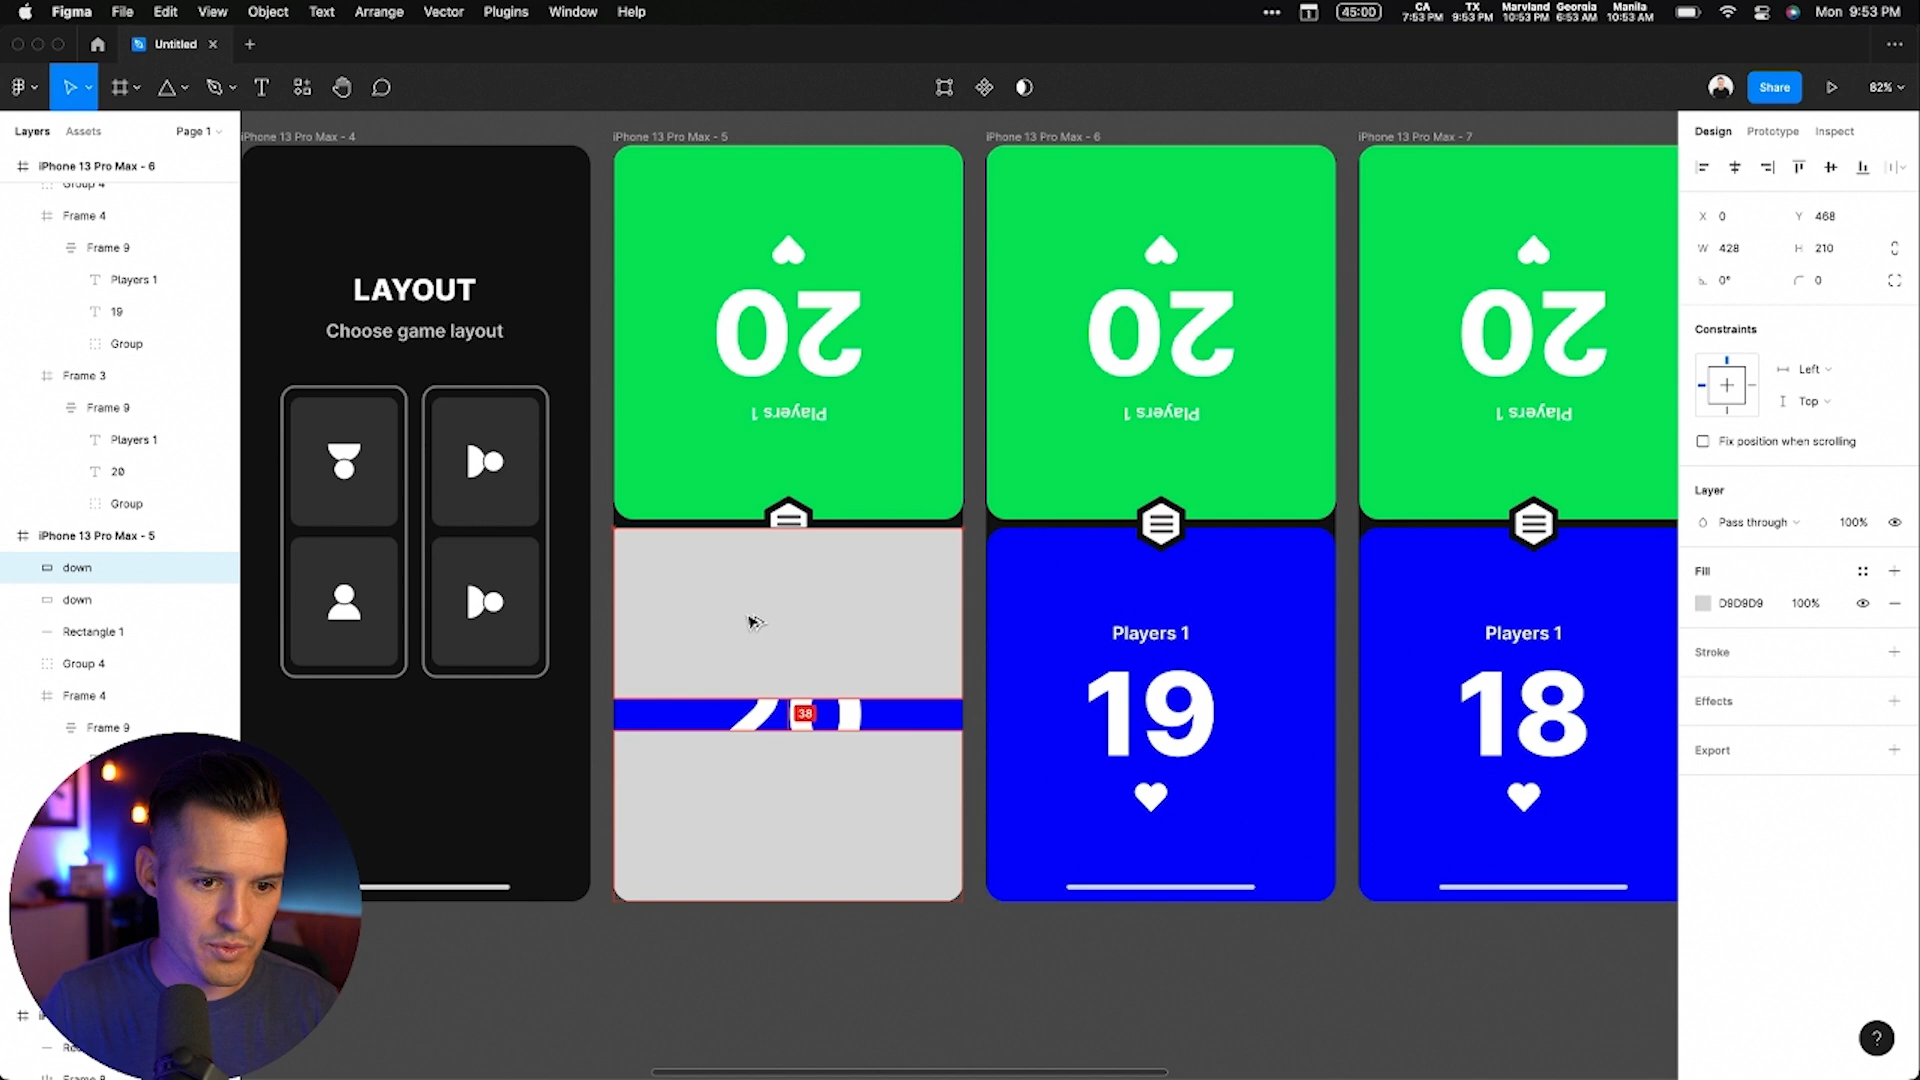 Figma File Edit View Object Text Arrange Vector Plugins Window Help
1 45:00 CA 7:53 PM TX 9:53 PM Maryland 10:53 PM Georgia 6:53 AM Manila 10:53 AM Mon 9:53 PM
Untitled
Share 82%
Layers Assets Page 1
iPhone 13 Pro Max - 6
Group 4
Frame 4
Frame 9
Players 1
19
Group
Frame 3
Frame 9
Players 1
20
Group
iPhone 13 Pro Max - 5
down
down
Rectangle 1
Group 4
Frame 4
Frame 9
iPhone 13 Pro Max - 4
LAYOUT
Choose game layout
iPhone 13 Pro Max - 5
20
Players 1
38
iPhone 13 Pro Max - 6
20
Players 1
Players 1
19
iPhone 13 Pro Max - 7
20
Players 1
Players 1
18
Design Prototype Inspect
X 0 Y 468
W 428 H 210
0° 0
Constraints
Left
Top
Fix position when scrolling
Layer
Pass through 100%
Fill
D9D9D9 100%
Stroke
Effects
Export
?